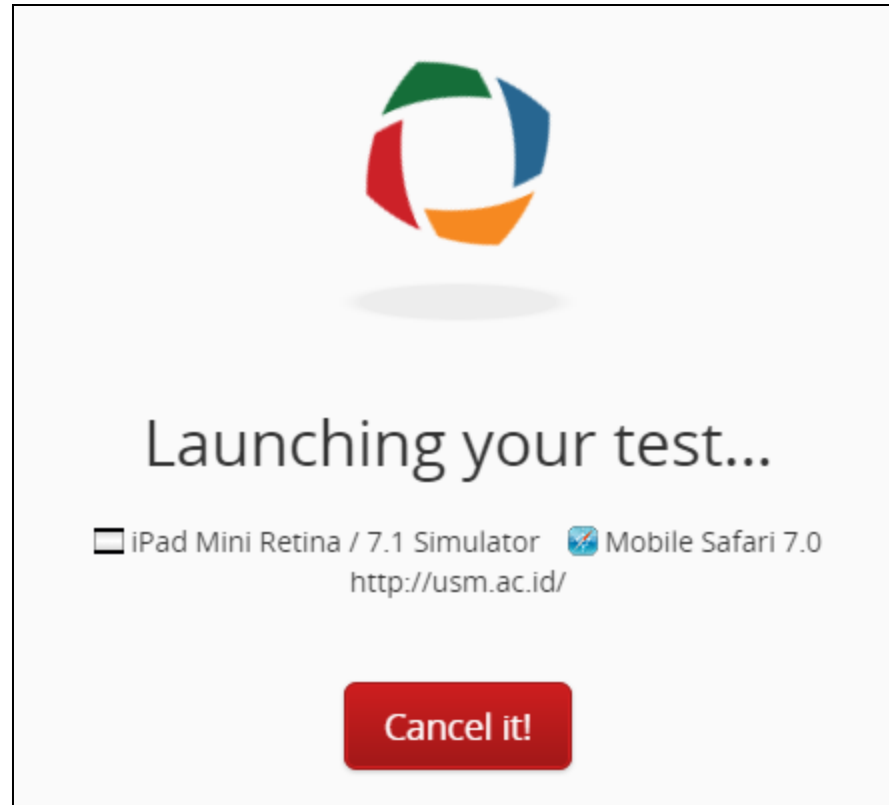 Launching your test...
iPad Mini Retina / 7.1 Simulator Mobile Safari 7.0
http://usm.ac.id/
Cancel it!